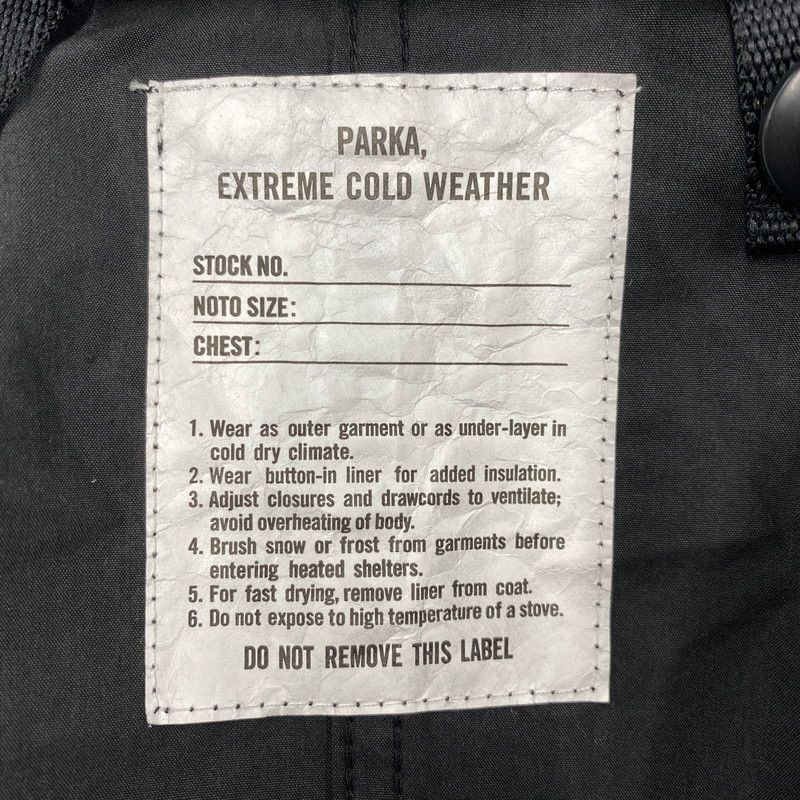 PARKA,
EXTREME COLD WEATHER
STOCK NO.
NOTO SIZE:
CHEST:
1. Wear as outer garment or as under-layer in
cold dry climate.
2. Wear button-in liner for added insulation.
3. Adjust closures and drawcords to ventilate;
avoid overheating of body.
4. Brush snow or frost from garments before
entering heated shelters.
5. For fast drying, remove liner from coat.
6. Do not expose to high temperature of a stove.
DO NOT REMOVE THIS LABEL